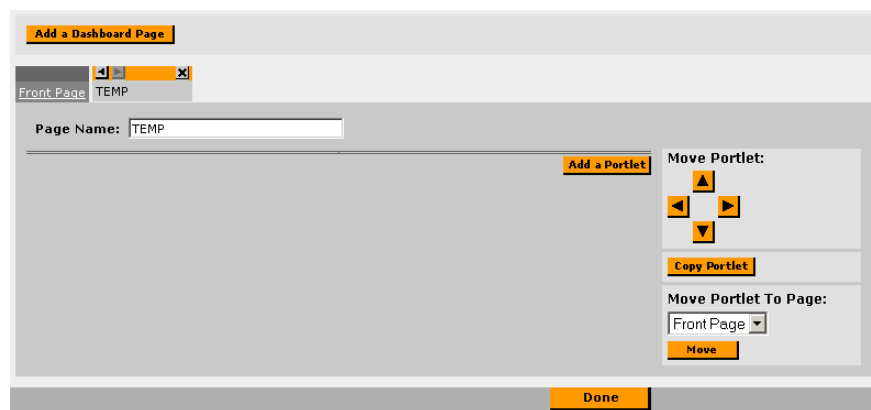 Add a Dashboard Page
Front Page
TEMP
Page Name: TEMP
Add a Portlet
Move Portlet:
Copy Portlet
Move Portlet To Page:
Front Page
Move
Done